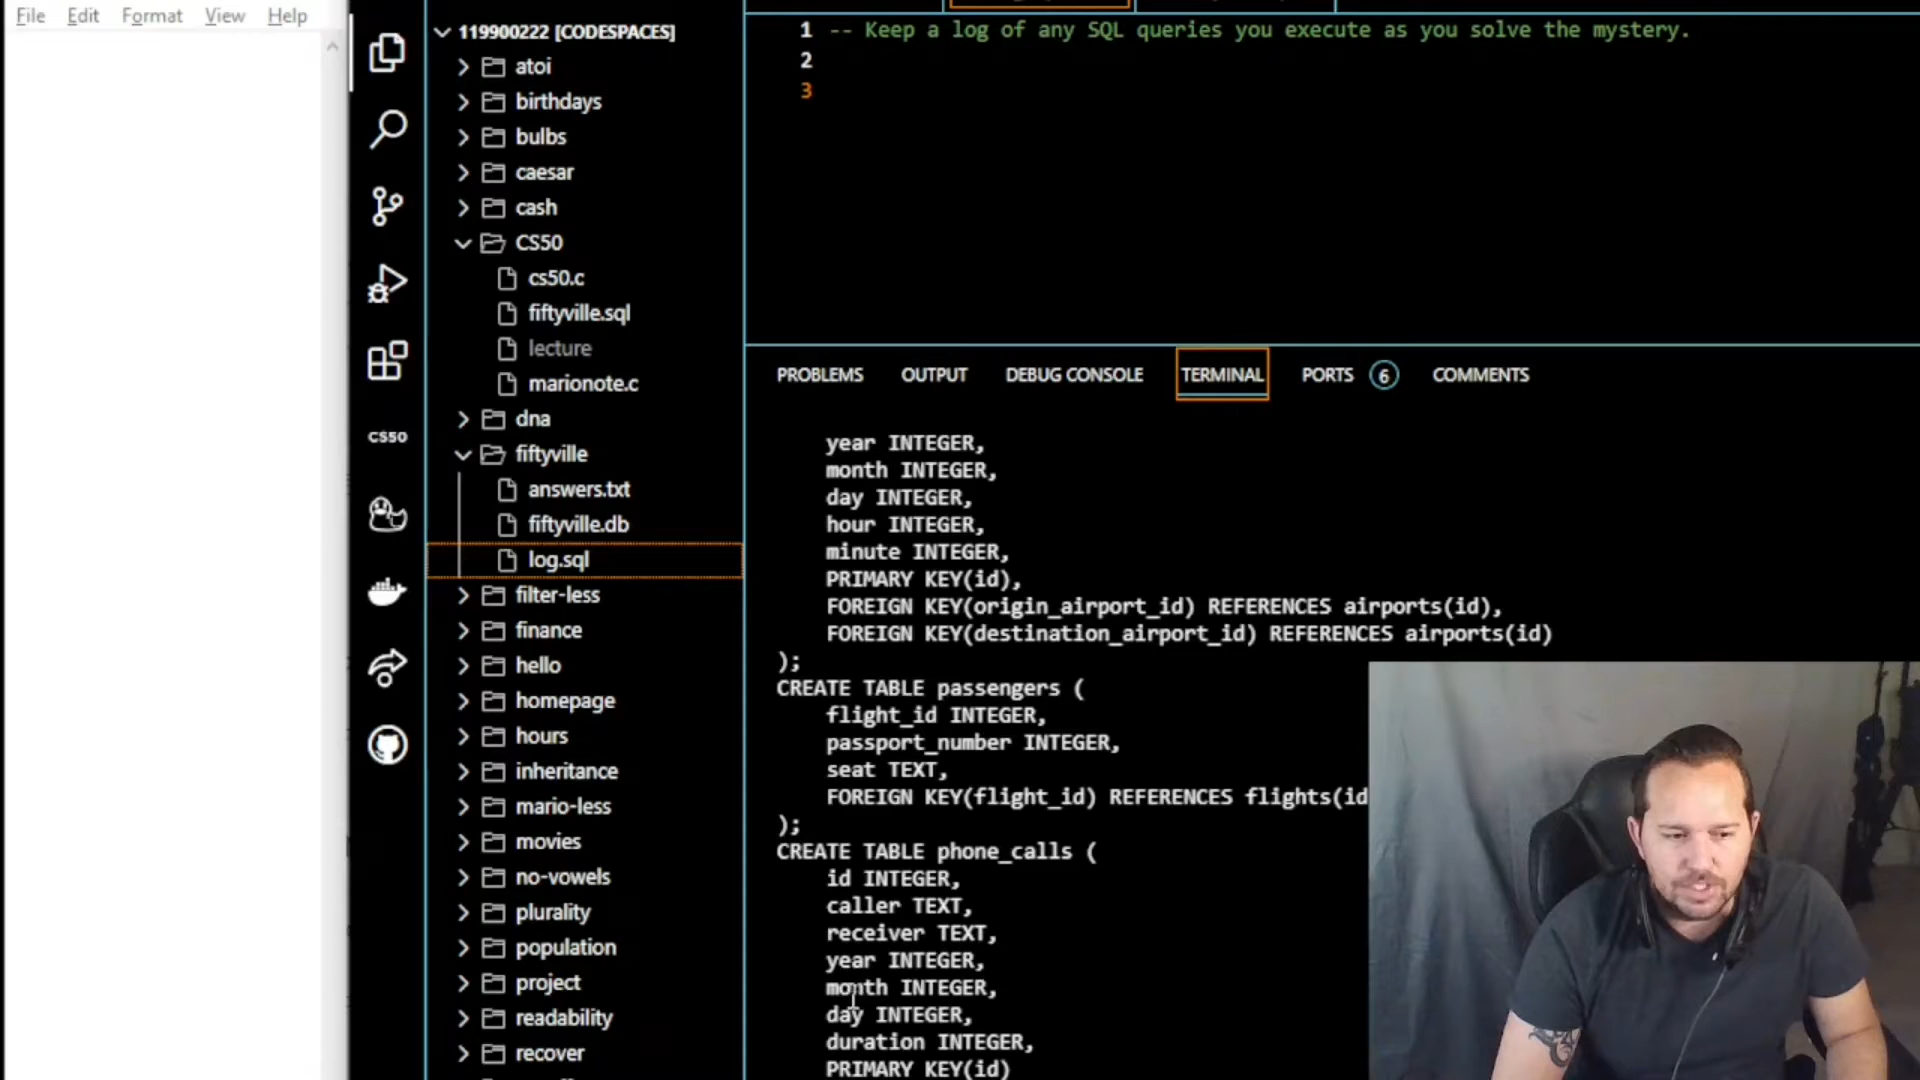 File Edit Format View Help
119900222 [CODESPACES]
atoi
birthdays
bulbs
caesar
cash
CS50
cs50.c
fiftyville.sql
lecture
marionote.c
dna
fiftyville
answers.txt
fiftyville.db
log.sql
filter-less
finance
hello
homepage
hours
inheritance
mario-less
movies
no-vowels
plurality
population
project
readability
recover
CS50
1 -- Keep a log of any SQL queries you execute as you solve the mystery.
2
3
PROBLEMS OUTPUT DEBUG CONSOLE TERMINAL PORTS 6 COMMENTS
year INTEGER,
month INTEGER,
day INTEGER,
hour INTEGER,
minute INTEGER,
PRIMARY KEY(id),
FOREIGN KEY(origin_airport_id) REFERENCES airports(id),
FOREIGN KEY(destination_airport_id) REFERENCES airports(id)
);
CREATE TABLE passengers (
flight_id INTEGER,
passport_number INTEGER,
seat TEXT,
FOREIGN KEY(flight_id) REFERENCES flights(id
);
CREATE TABLE phone_calls (
id INTEGER,
caller TEXT,
receiver TEXT,
year INTEGER,
month INTEGER,
day INTEGER,
duration INTEGER,
PRIMARY KEY(id)